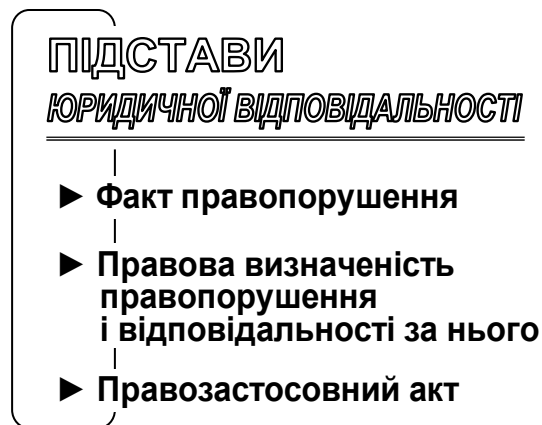 ПІДСТАВИ
ЮРИДИЧНОЇ ВІДПОВІДАЛЬНОСТІ
► Факт правопорушення
► Правова визначеність
правопорушення
і відповідальності за нього
► Правозастосовний акт